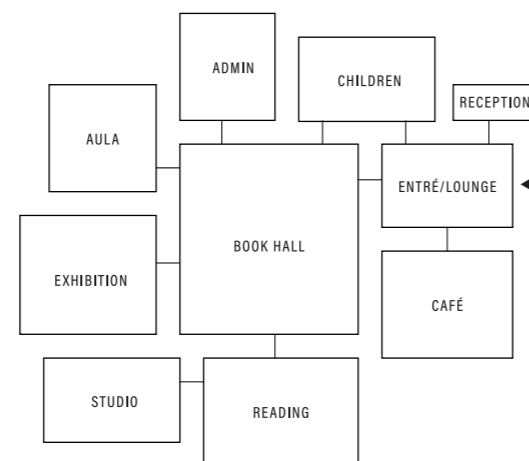 ADMIN
CHILDREN
RECEPTION
AULA
ENTRÉ/LOUNGE
BOOK HALL
EXHIBITION
CAFÉ
STUDIO
READING